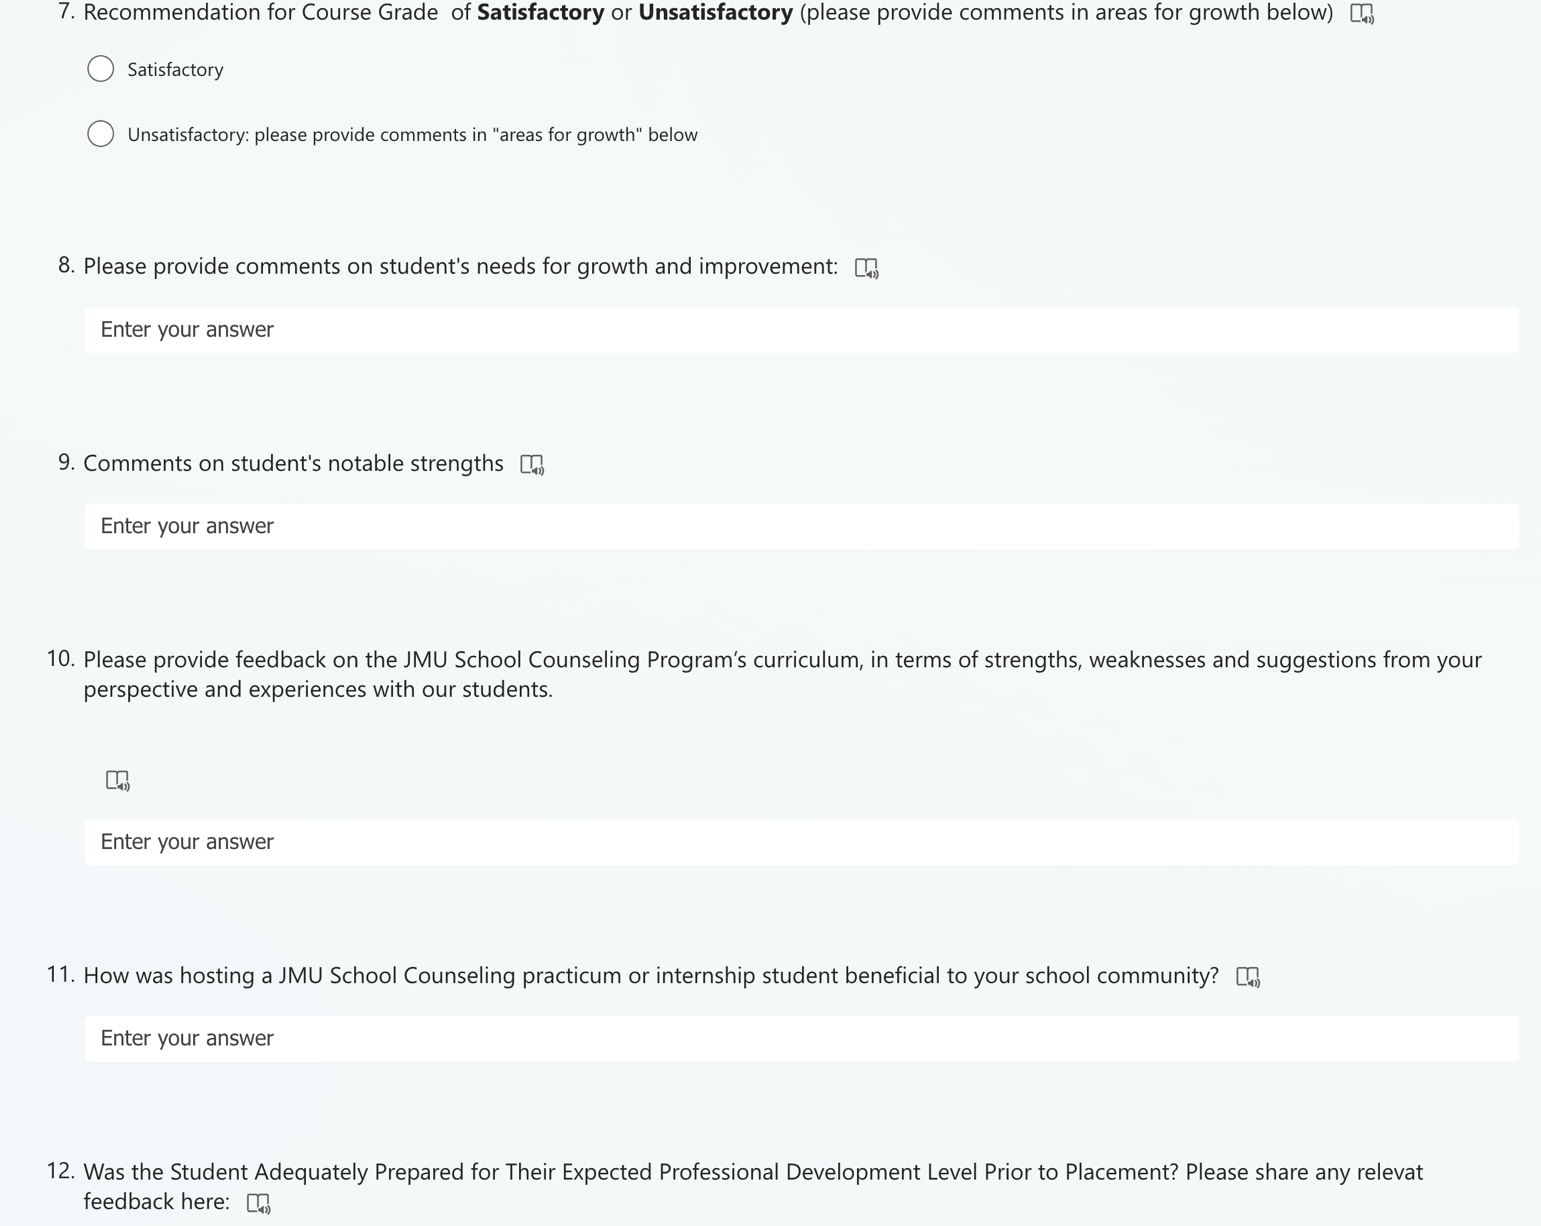 7. Recommendation for Course Grade  of Satisfactory or Unsatisfactory (please provide comments in areas for growth below)
Satisfactory
Unsatisfactory: please provide comments in "areas for growth" below
8. Please provide comments on student's needs for growth and improvement:
Enter your answer
9. Comments on student's notable strengths
Enter your answer
10. Please provide feedback on the JMU School Counseling Program’s curriculum, in terms of strengths, weaknesses and suggestions from your
perspective and experiences with our students.
Enter your answer
11. How was hosting a JMU School Counseling practicum or internship student beneficial to your school community?
Enter your answer
12. Was the Student Adequately Prepared for Their Expected Professional Development Level Prior to Placement? Please share any relevat
feedback here: